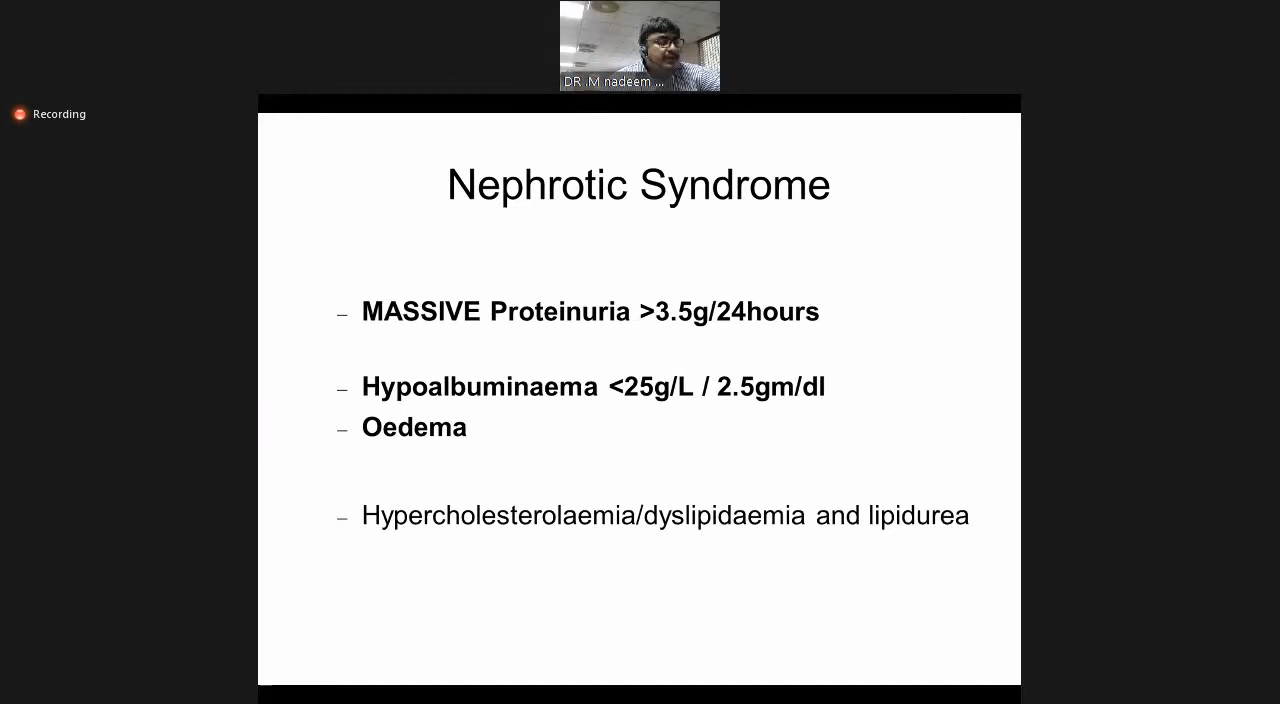 DR .M nadeem ...
Recording
Nephrotic Syndrome
– MASSIVE Proteinuria >3.5g/24hours
– Hypoalbuminaema <25g/L / 2.5gm/dl
– Oedema
– Hypercholesterolaemia/dyslipidaemia and lipidurea